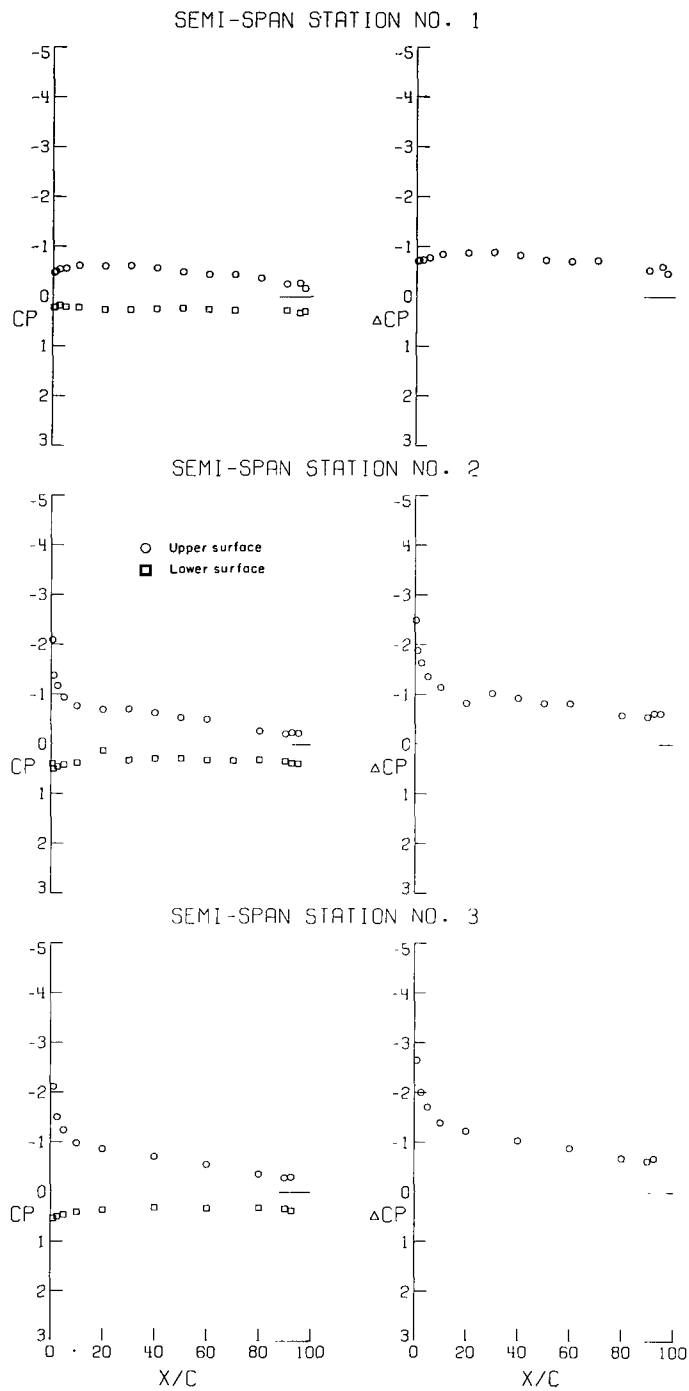 SEMI-SPAN STATION NO. 1
-5 -5
-4 -4
-3 -3
-2 -2
-1 -1
0 0
CP ΔCP
1 1
2 2
3 3
SEMI-SPAN STATION NO. 2
-5 -5
-4 -4
○ Upper surface
□ Lower surface
-3 -3
-2 -2
-1 -1
0 0
CP ΔCP
1 1
2 2
3 3
SEMI-SPAN STATION NO. 3
-5 -5
-4 -4
-3 -3
-2 -2
-1 -1
0 0
CP ΔCP
1 1
2 2
3 3
0 20 40 60 80 100 0 20 40 60 80 100
X/C X/C